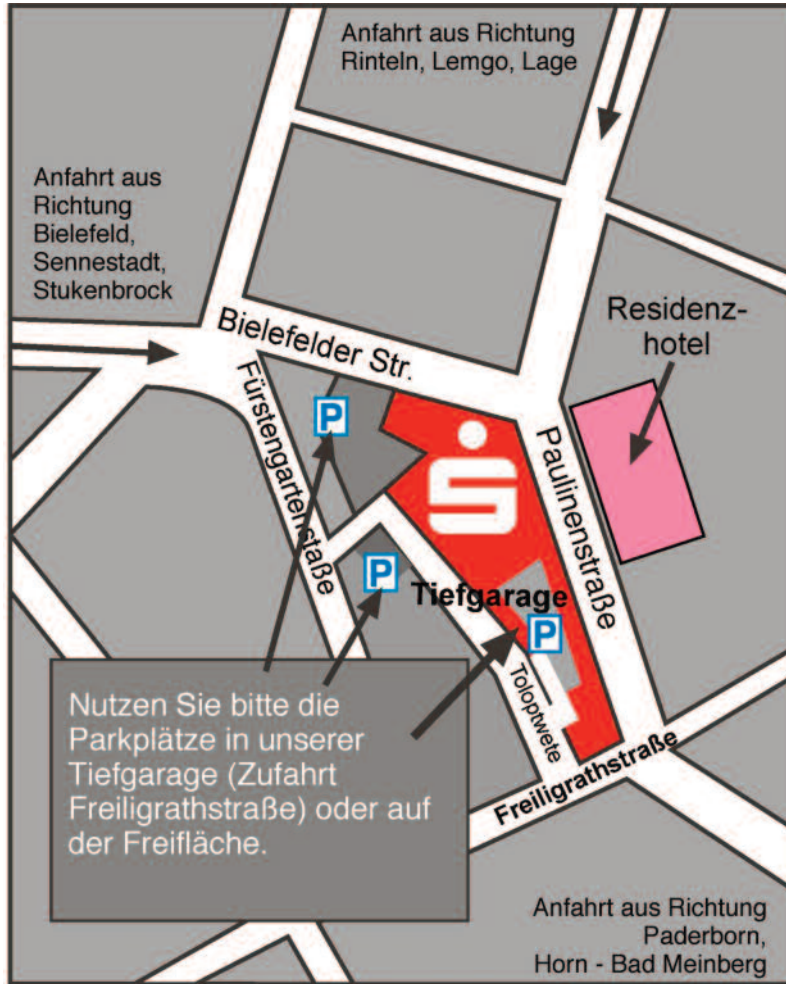 Anfahrt aus Richtung
Rinteln, Lemgo, Lage
Anfahrt aus
Richtung
Bielefeld,
Sennestadt,
Stukenbrock
Residenz-
hotel
Bielefelder Str.
P
Fürstengartenstaße
Paulinenstraße
P
Tiefgarage
P
Toloptwete
Nutzen Sie bitte die
Parkplätze in unserer
Tiefgarage (Zufahrt
Freiligrathstraße) oder auf
der Freifläche.
Freiligrathstraße
Anfahrt aus Richtung
Paderborn,
Horn - Bad Meinberg